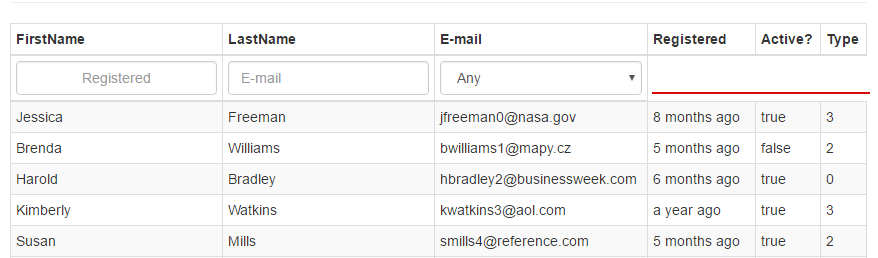 FirstName LastName E-mail Registered Active? Type
Registered E-mail Any
Jessica Freeman jfreeman0@nasa.gov 8 months ago true 3
Brenda Williams bwilliams1@mapy.cz 5 months ago false 2
Harold Bradley hbradley2@businessweek.com 6 months ago true 0
Kimberly Watkins kwatkins3@aol.com a year ago true 3
Susan Mills smills4@reference.com 5 months ago true 2